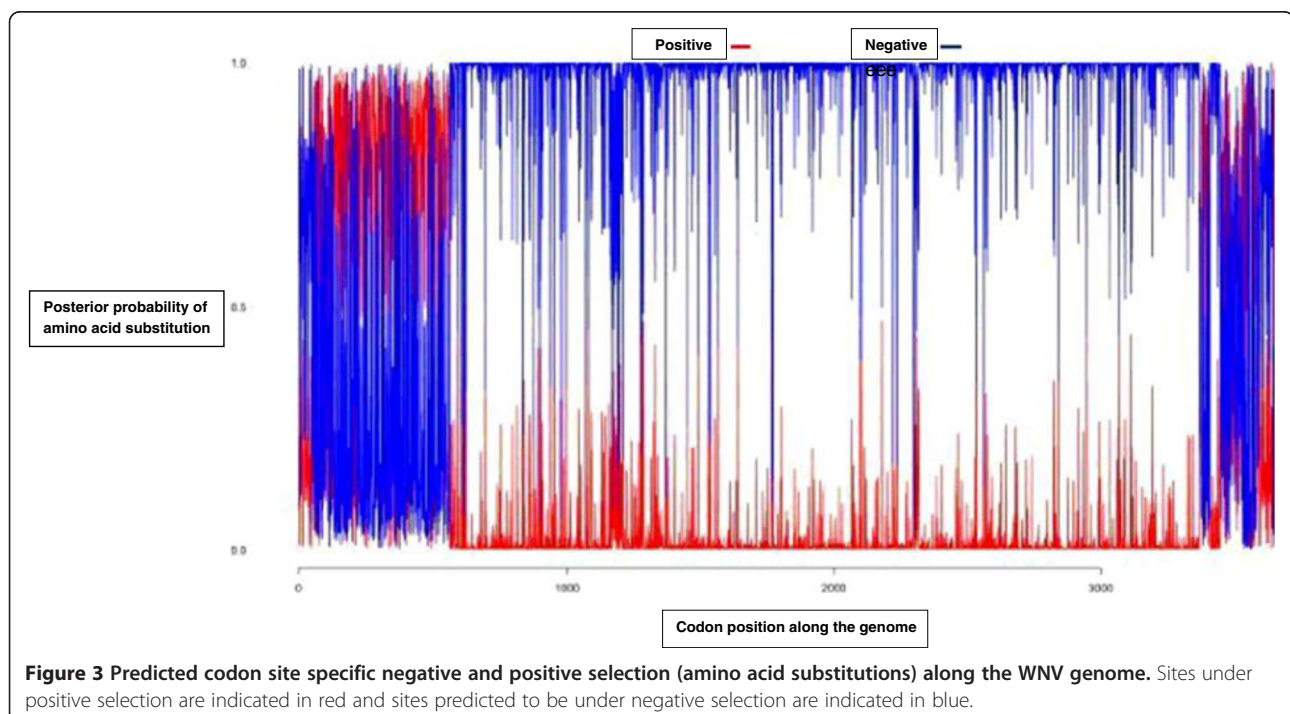 Positive
Negative
eee
1.0
Posterior probability of
amino acid substitution
0.5
0.0
0
1000
2000
3000
Codon position along the genome
Figure 3 Predicted codon site specific negative and positive selection (amino acid substitutions) along the WNV genome. Sites under
positive selection are indicated in red and sites predicted to be under negative selection are indicated in blue.